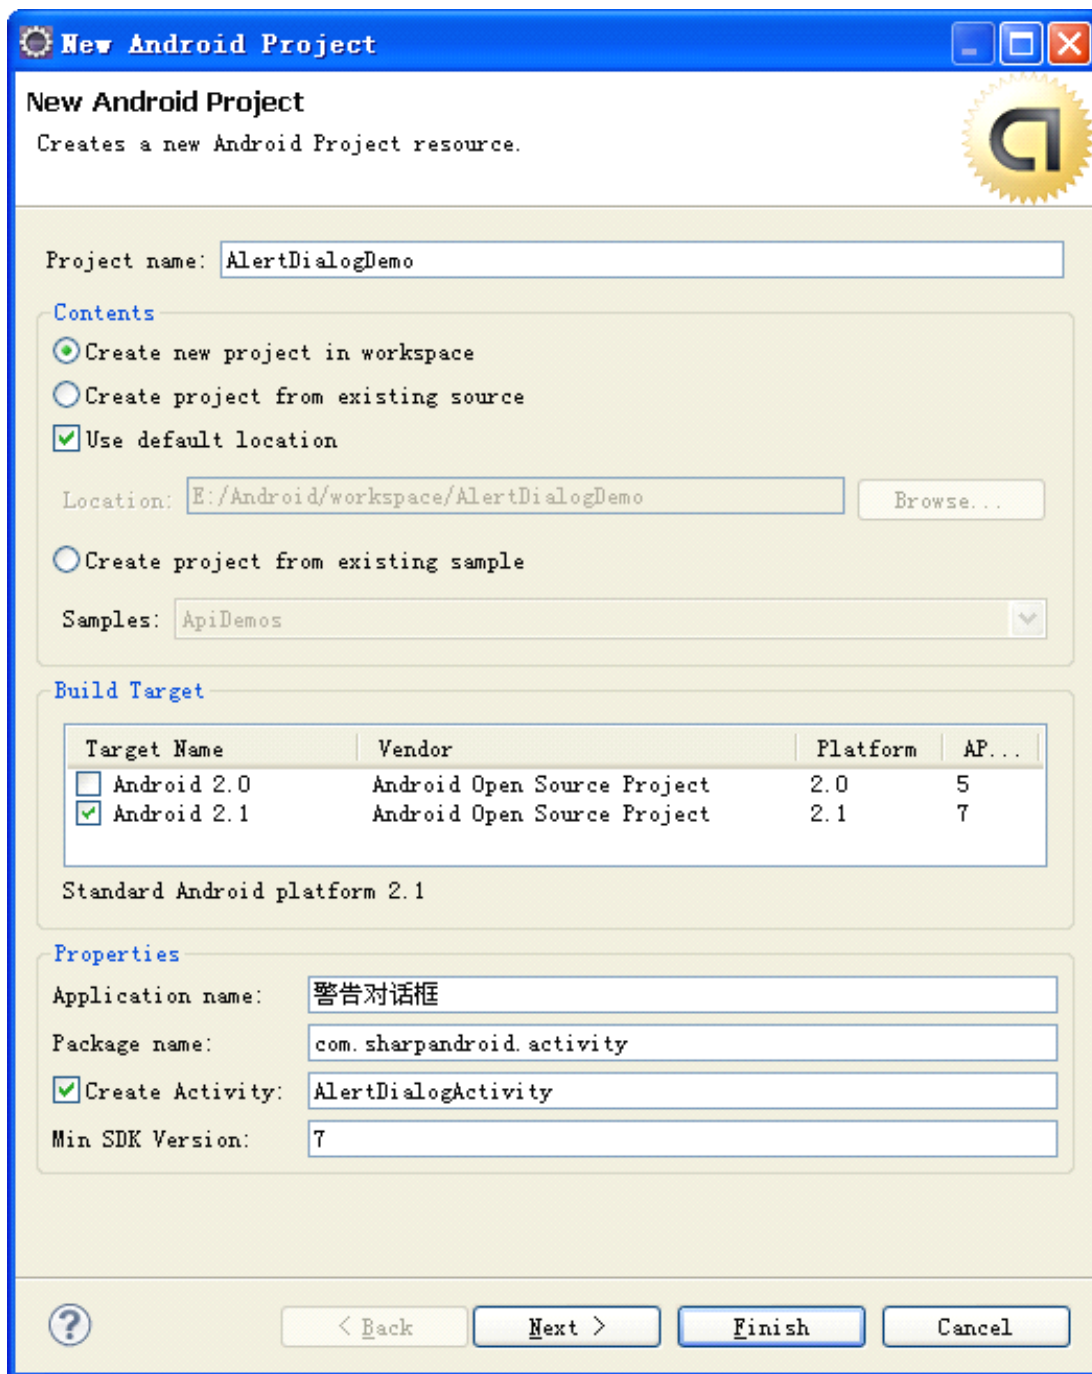 New Android Project
New Android Project
Creates a new Android Project resource.
Project name: AlertDialogDemo
Contents
Create new project in workspace
Create project from existing source
Use default location
Location: E:/Android/workspace/AlertDialogDemo Browse...
Create project from existing sample
Samples: ApiDemos
Build Target
Target Name Vendor Platform AP...
Android 2.0 Android Open Source Project 2.0 5
Android 2.1 Android Open Source Project 2.1 7
Standard Android platform 2.1
Properties
Application name: 警告对话框
Package name: com.sharpandroid.activity
Create Activity: AlertDialogActivity
Min SDK Version: 7
? < Back Next > Finish Cancel